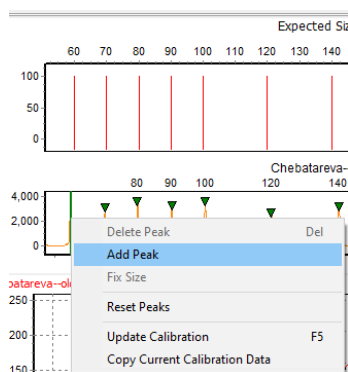 Expected Siz
60 70 80 90 100 110 120 130 140
100
50
0
Chebatareva-
80 90 100 120 140
4,000
2,000
0
Delete Peak Del
Add Peak
Fix Size
Reset Peaks
Update Calibration F5
Copy Current Calibration Data
batareva--ol
250
200
150